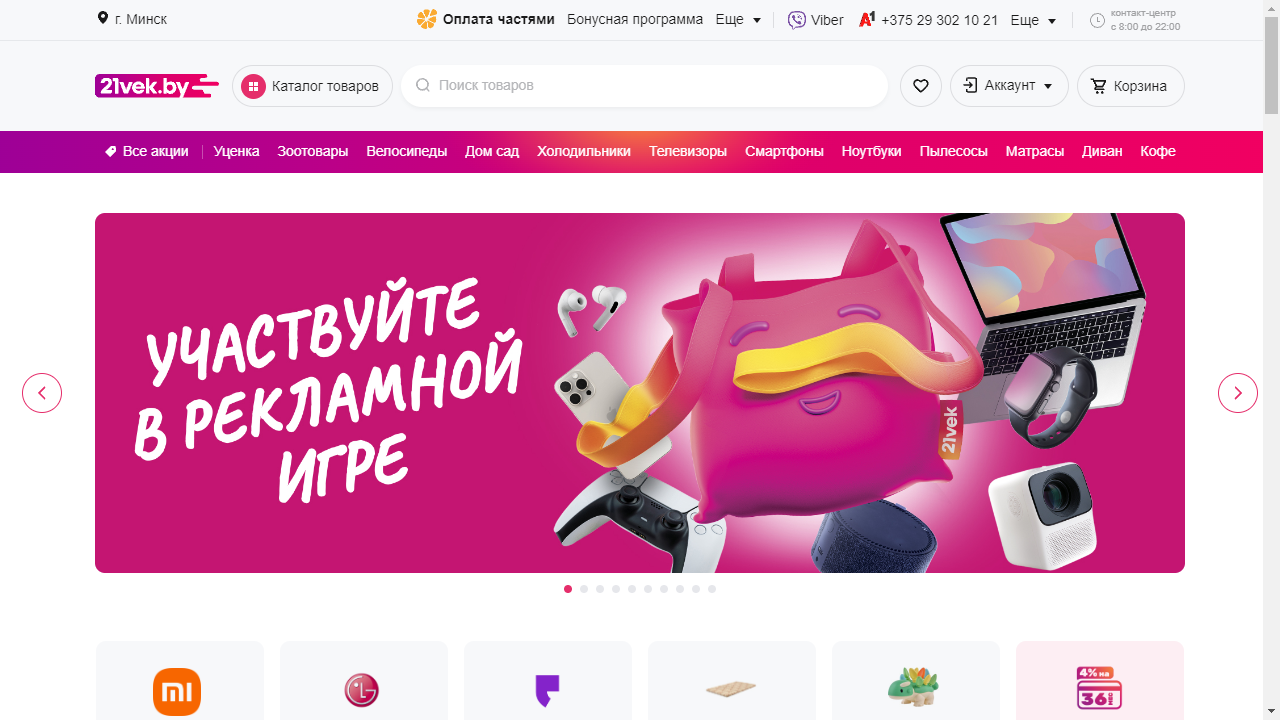 г. Минск
Оплата частями
Бонусная программа
Еще
Viber
A1
+375 29 302 10 21
Еще
контакт-центр
с 8:00 до 22:00
21vek.by
Каталог товаров
Поиск товаров
Аккаунт
Корзина
Все акции
Уценка
Зоотовары
Велосипеды
Дом сад
Холодильники
Телевизоры
Смартфоны
Ноутбуки
Пылесосы
Матрасы
Диван
Кофе
УЧАСТВУЙТЕ
В РЕКЛАМНОЙ
ИГРЕ
21vek
mi
LG
4% на
36 мес